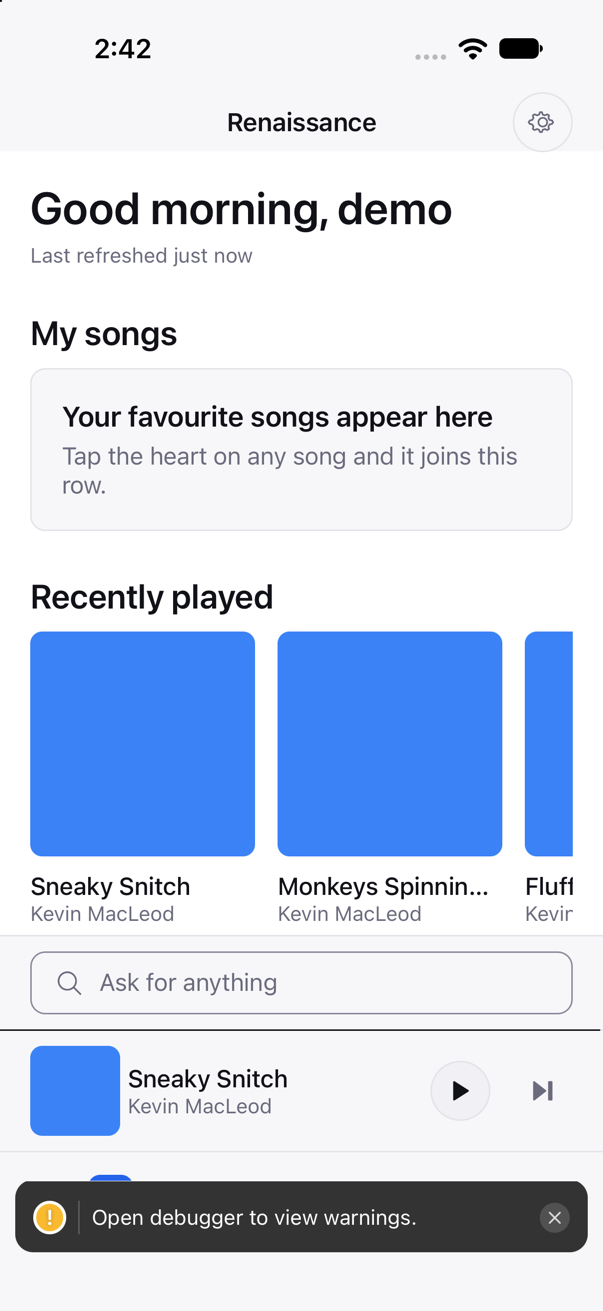 2:42
Renaissance
Good morning, demo
Last refreshed just now
My songs
Your favourite songs appear here
Tap the heart on any song and it joins this
row.
Recently played
Sneaky Snitch
Monkeys Spinnin...
Kevin MacLeod
Kevin MacLeod
Ask for anything
Sneaky Snitch
Kevin MacLeod
Open debugger to view warnings.